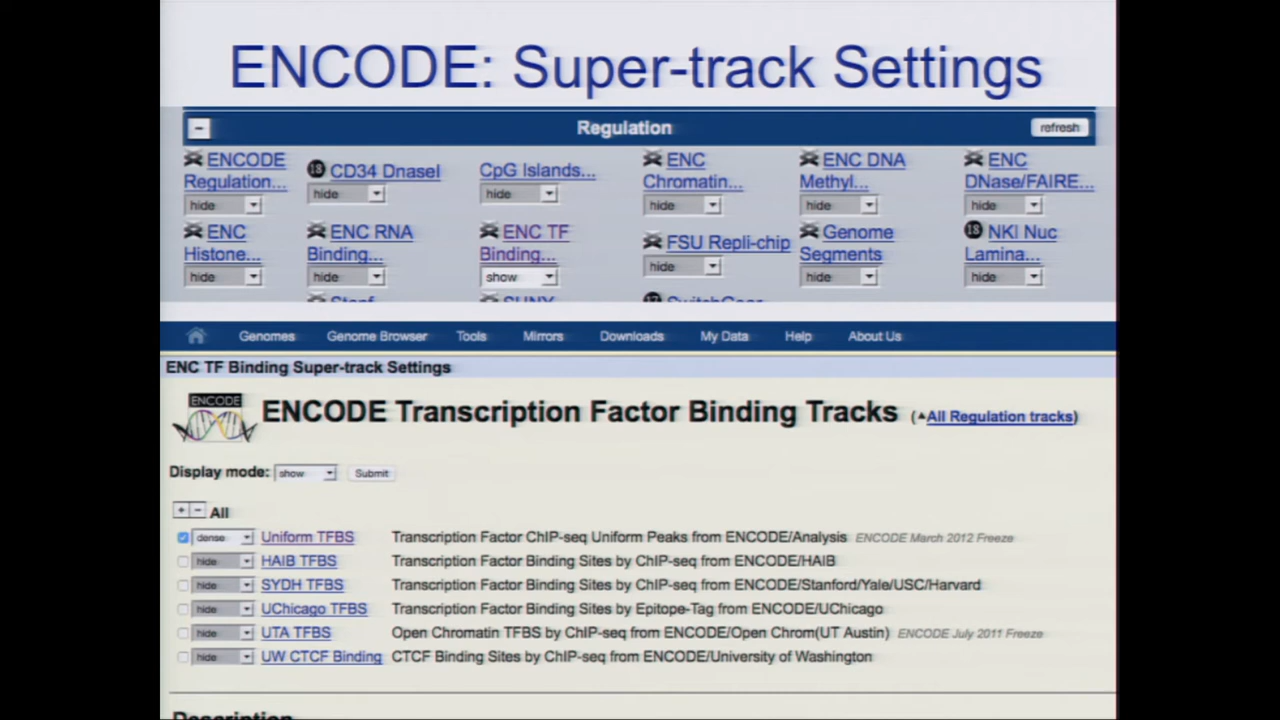 ENCODE: Super-track Settings
- Regulation refresh
ENCODE Regulation... hide
18 CD34 DnaseI hide
CpG Islands... hide
ENC Chromatin... hide
ENC DNA Methyl... hide
ENC DNase/FAIRE... hide
ENC Histone... hide
ENC RNA Binding... hide
ENC TF Binding... show
FSU Repli-chip hide
Genome Segments hide
18 NKI Nuc Lamina... hide
Stanf SUNY SwitchGear
Genomes Genome Browser Tools Mirrors Downloads My Data Help About Us
ENC TF Binding Super-track Settings
ENCODE
ENCODE Transcription Factor Binding Tracks (All Regulation tracks)
Display mode: show Submit
+ - All
dense Uniform TFBS Transcription Factor ChIP-seq Uniform Peaks from ENCODE/Analysis ENCODE March 2012 Freeze
hide HAIB TFBS Transcription Factor Binding Sites by ChIP-seq from ENCODE/HAIB
hide SYDH TFBS Transcription Factor Binding Sites by ChIP-seq from ENCODE/Stanford/Yale/USC/Harvard
hide UChicago TFBS Transcription Factor Binding Sites by Epitope-Tag from ENCODE/UChicago
hide UTA TFBS Open Chromatin TFBS by ChIP-seq from ENCODE/Open Chrom(UT Austin) ENCODE July 2011 Freeze
hide UW CTCF Binding CTCF Binding Sites by ChIP-seq from ENCODE/University of Washington
Description